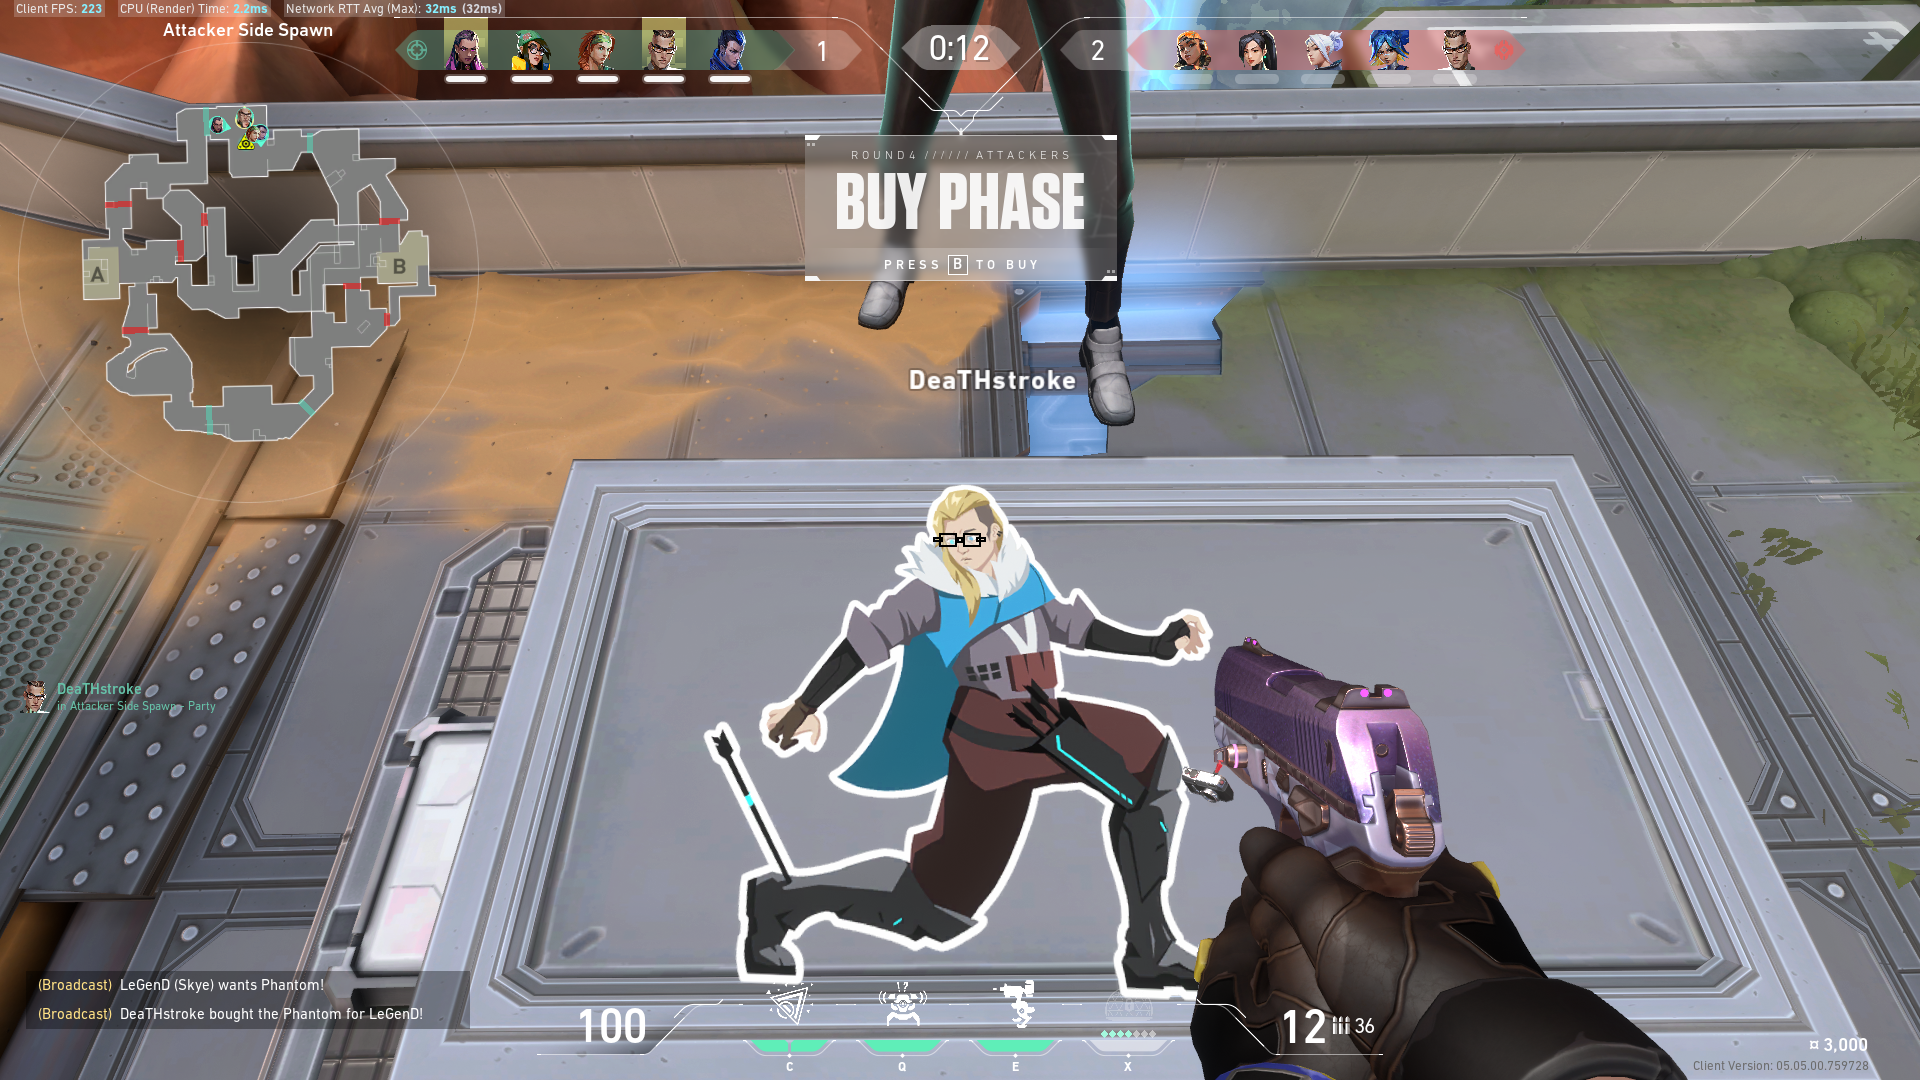 Client FPS: 223 CPU (Render) Time: 2.2ms Network RTT Avg (Max): 32ms (32ms)
Attacker Side Spawn
1 0:12 2
ROUND 4 ////// ATTACKERS
BUY PHASE
PRESS B TO BUY
A
B
DeaTHstroke
DeaTHstroke
in Attacker Side Spawn - Party
(Broadcast) LeGenD (Skye) wants Phantom!
(Broadcast) DeaTHstroke bought the Phantom for LeGenD!
100
C Q E X
12 36
¤ 3,000
Client Version: 05.05.00.759728